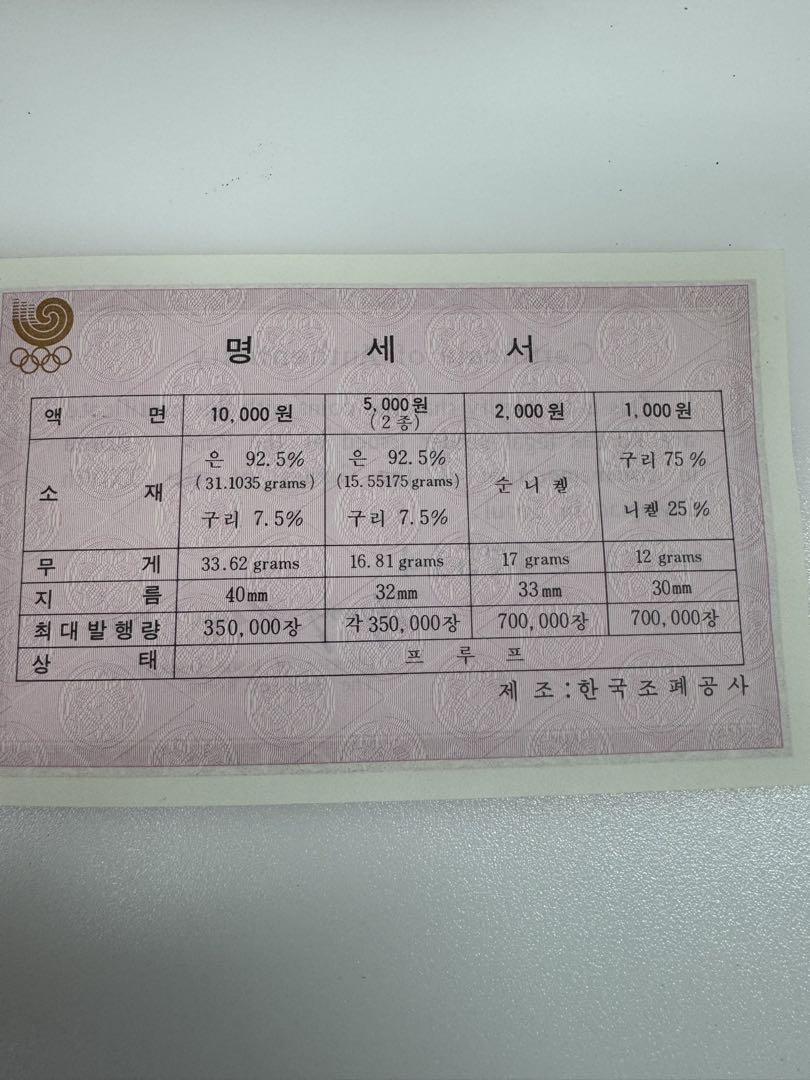 명 세 서
액 면 10,000원 5,000원 (2종) 2,000원 1,000원
소 재 은 92.5% (31.1035 grams) 구리 7.5% 은 92.5% (15.55175 grams) 구리 7.5% 순 니 켈 구리 75% 니켈 25%
무 게 33.62 grams 16.81 grams 17 grams 12 grams
지 름 40mm 32mm 33mm 30mm
최대발행량 350,000장 각 350,000장 700,000장 700,000장
상 태 프 루 프
제 조 : 한국조폐공사